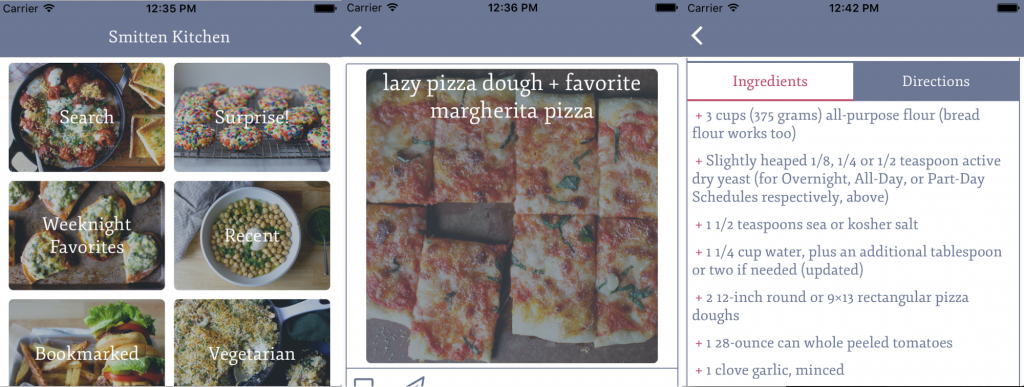 Carrier 12:35 PM
Smitten Kitchen
Search
Surprise!
Weeknight
Favorites
Recent
Bookmarked
Vegetarian
Carrier 12:36 PM
lazy pizza dough + favorite
margherita pizza
Carrier 12:42 PM
Ingredients
Directions
+ 3 cups (375 grams) all-purpose flour (bread
flour works too)
+ Slightly heaped 1/8, 1/4 or 1/2 teaspoon active
dry yeast (for Overnight, All-Day, or Part-Day
Schedules respectively, above)
+ 1 1/2 teaspoons sea or kosher salt
+ 1 1/4 cup water, plus an additional tablespoon
or two if needed (updated)
+ 2 12-inch round or 9×13 rectangular pizza
doughs
+ 1 28-ounce can whole peeled tomatoes
+ 1 clove garlic, minced